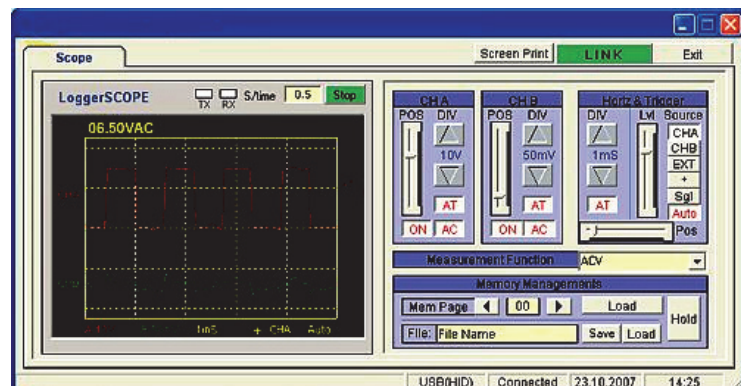 Scope
Screen Print LINK Exit
LoggerSCOPE TX RX S/time 0.5 Stop
06.50VAC
1mS + CHA Auto
CH A
POS DIV
10V
AT
ON AC
CH B
POS DIV
50mV
AT
ON AC
Horiz & Trigger
DIV Lvl Source
1mS
AT
CHA
CHB
EXT
+
Sgl
Auto
Pos
Measurement Function ACV
Memory Managements
Mem Page 00 Load
Hold
File: File Name Save Load
USB(HID) Connected 23.10.2007 14:25